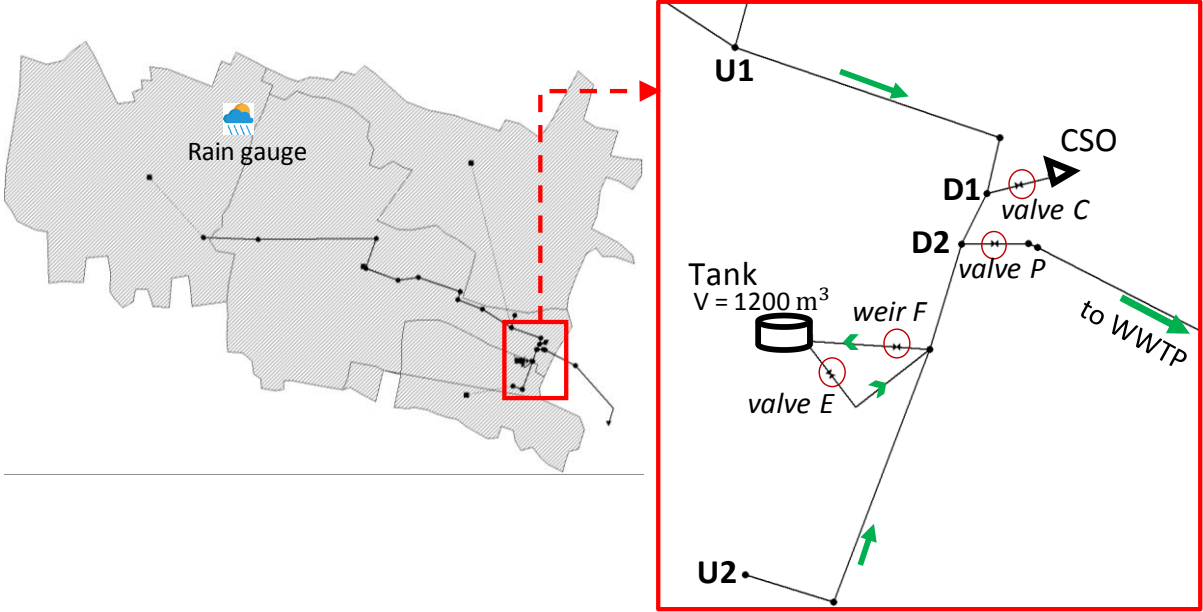 Rain gauge
U1
CSO
D1
valve C
D2
valve P
Tank
V = 1200 m³
weir F
to WWTP
valve E
U2